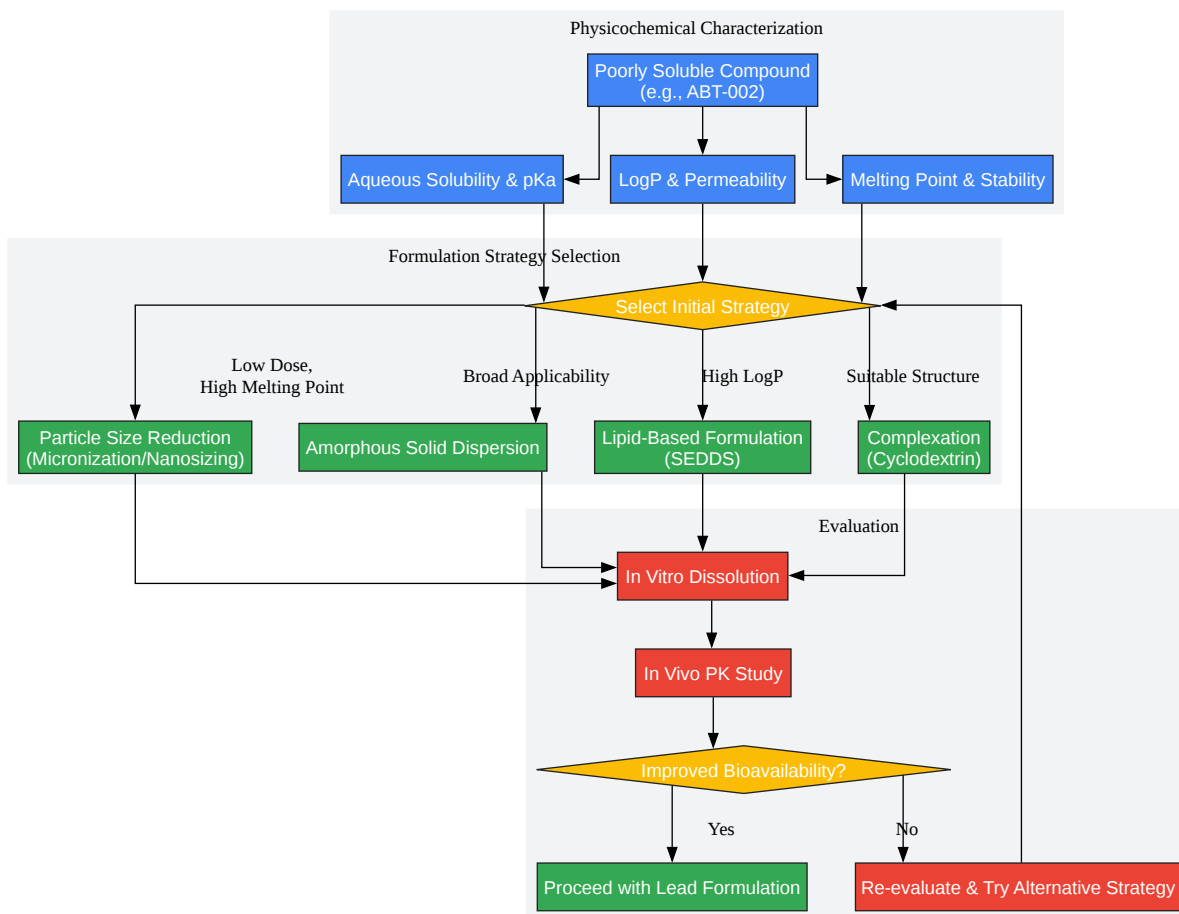 Physicochemical Characterization
Poorly Soluble Compound
(e.g., ABT-002)
Aqueous Solubility & pKa
LogP & Permeability
Melting Point & Stability
Formulation Strategy Selection
Select Initial Strategy
Low Dose,
High Melting Point
Broad Applicability
High LogP
Suitable Structure
Particle Size Reduction
(Micronization/Nanosizing)
Amorphous Solid Dispersion
Lipid-Based Formulation
(SEDDS)
Complexation
(Cyclodextrin)
Evaluation
In Vitro Dissolution
In Vivo PK Study
Improved Bioavailability?
Yes
No
Proceed with Lead Formulation
Re-evaluate & Try Alternative Strategy